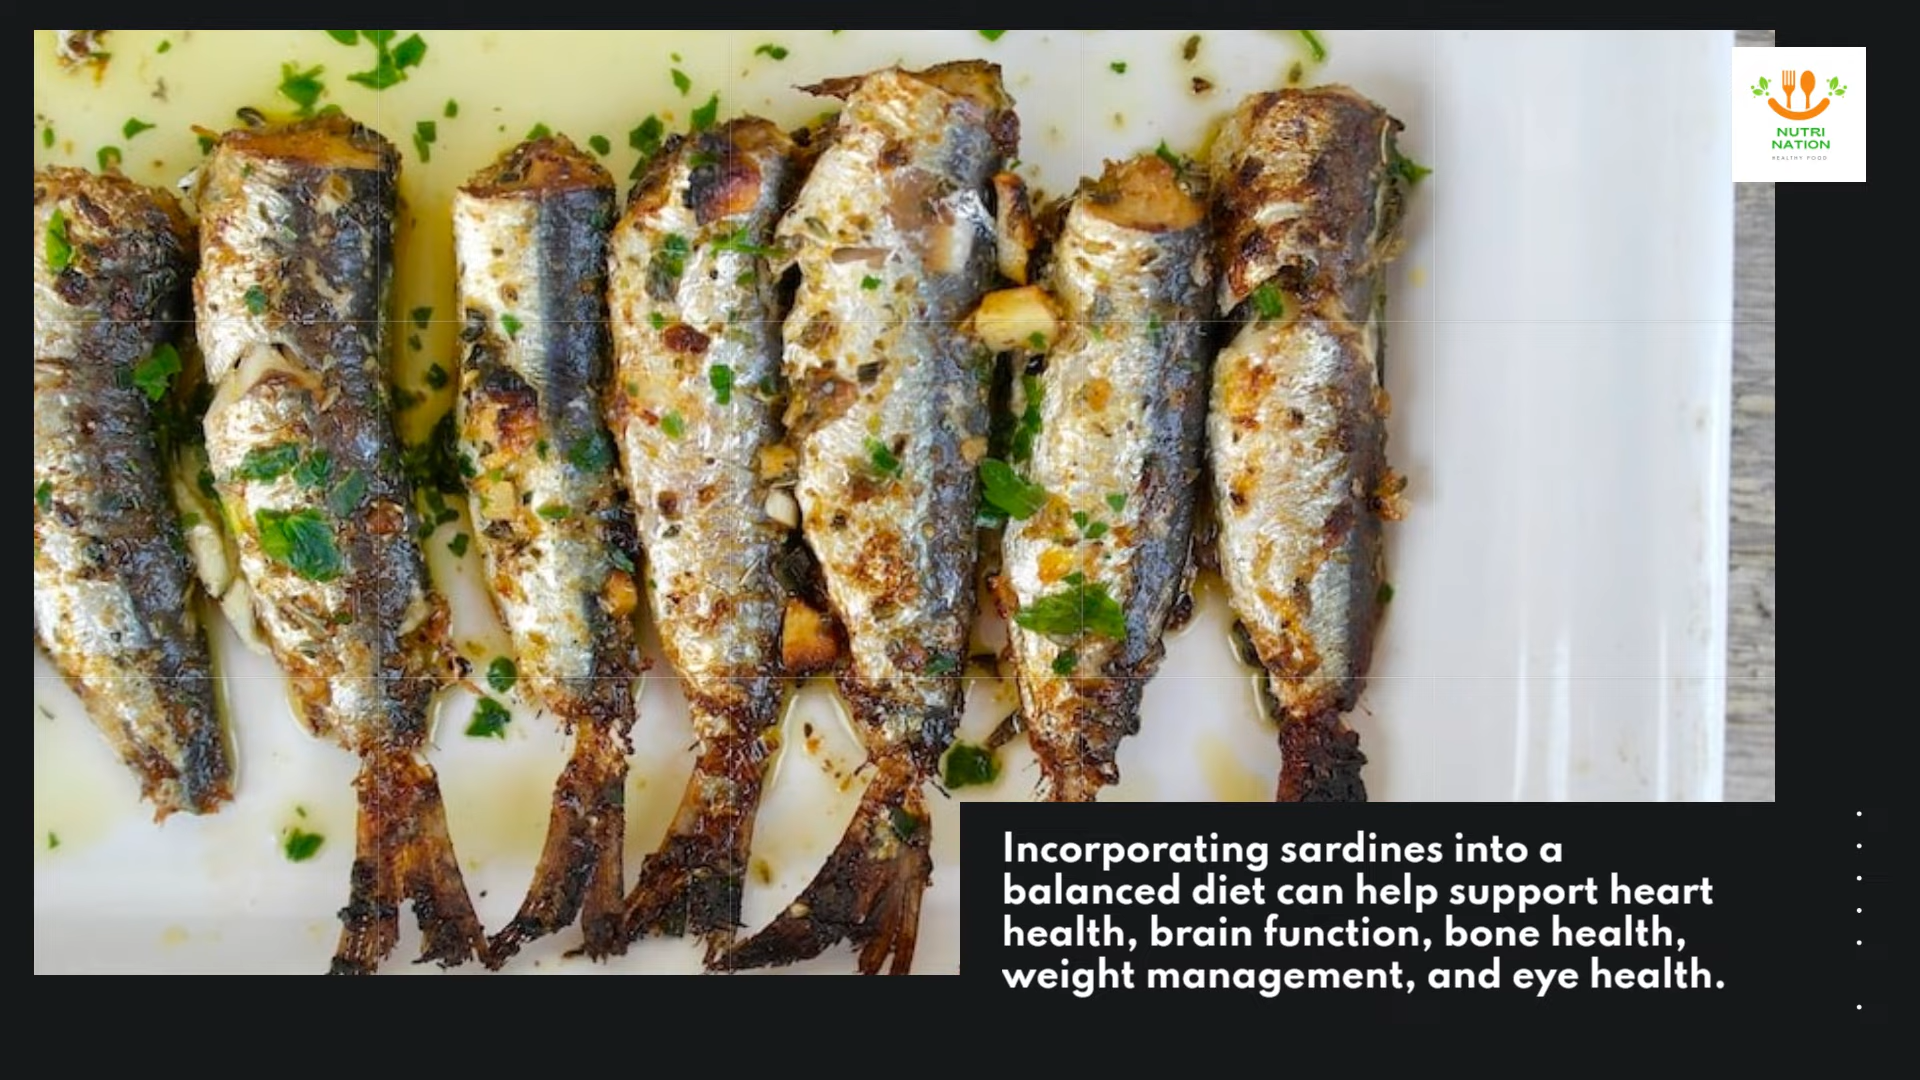 NUTRI
NATION
HEALTHY FOOD
Incorporating sardines into a
balanced diet can help support heart
health, brain function, bone health,
weight management, and eye health.